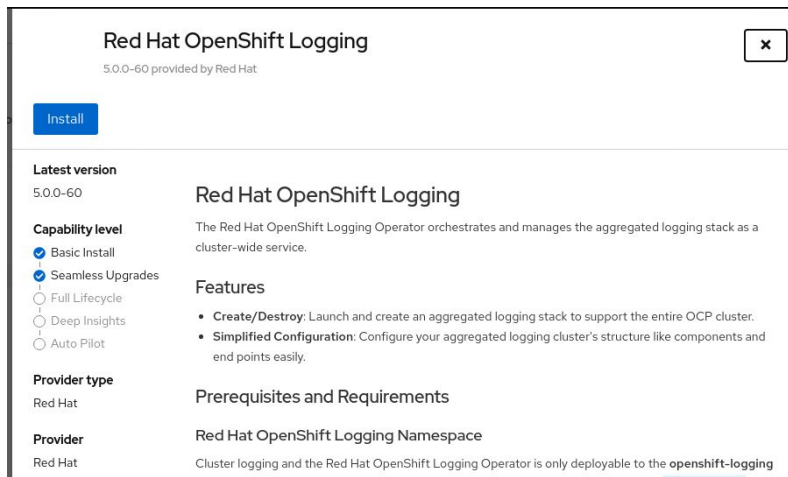 Red Hat OpenShift Logging
5.0.0-60 provided by Red Hat
Install
Latest version
5.0.0-60
Capability level
Basic Install
Seamless Upgrades
Full Lifecycle
Deep Insights
Auto Pilot
Provider type
Red Hat
Provider
Red Hat
Red Hat OpenShift Logging
The Red Hat OpenShift Logging Operator orchestrates and manages the aggregated logging stack as a
cluster-wide service.
Features
• Create/Destroy: Launch and create an aggregated logging stack to support the entire OCP cluster.
• Simplified Configuration: Configure your aggregated logging cluster's structure like components and
end points easily.
Prerequisites and Requirements
Red Hat OpenShift Logging Namespace
Cluster logging and the Red Hat OpenShift Logging Operator is only deployable to the openshift-logging